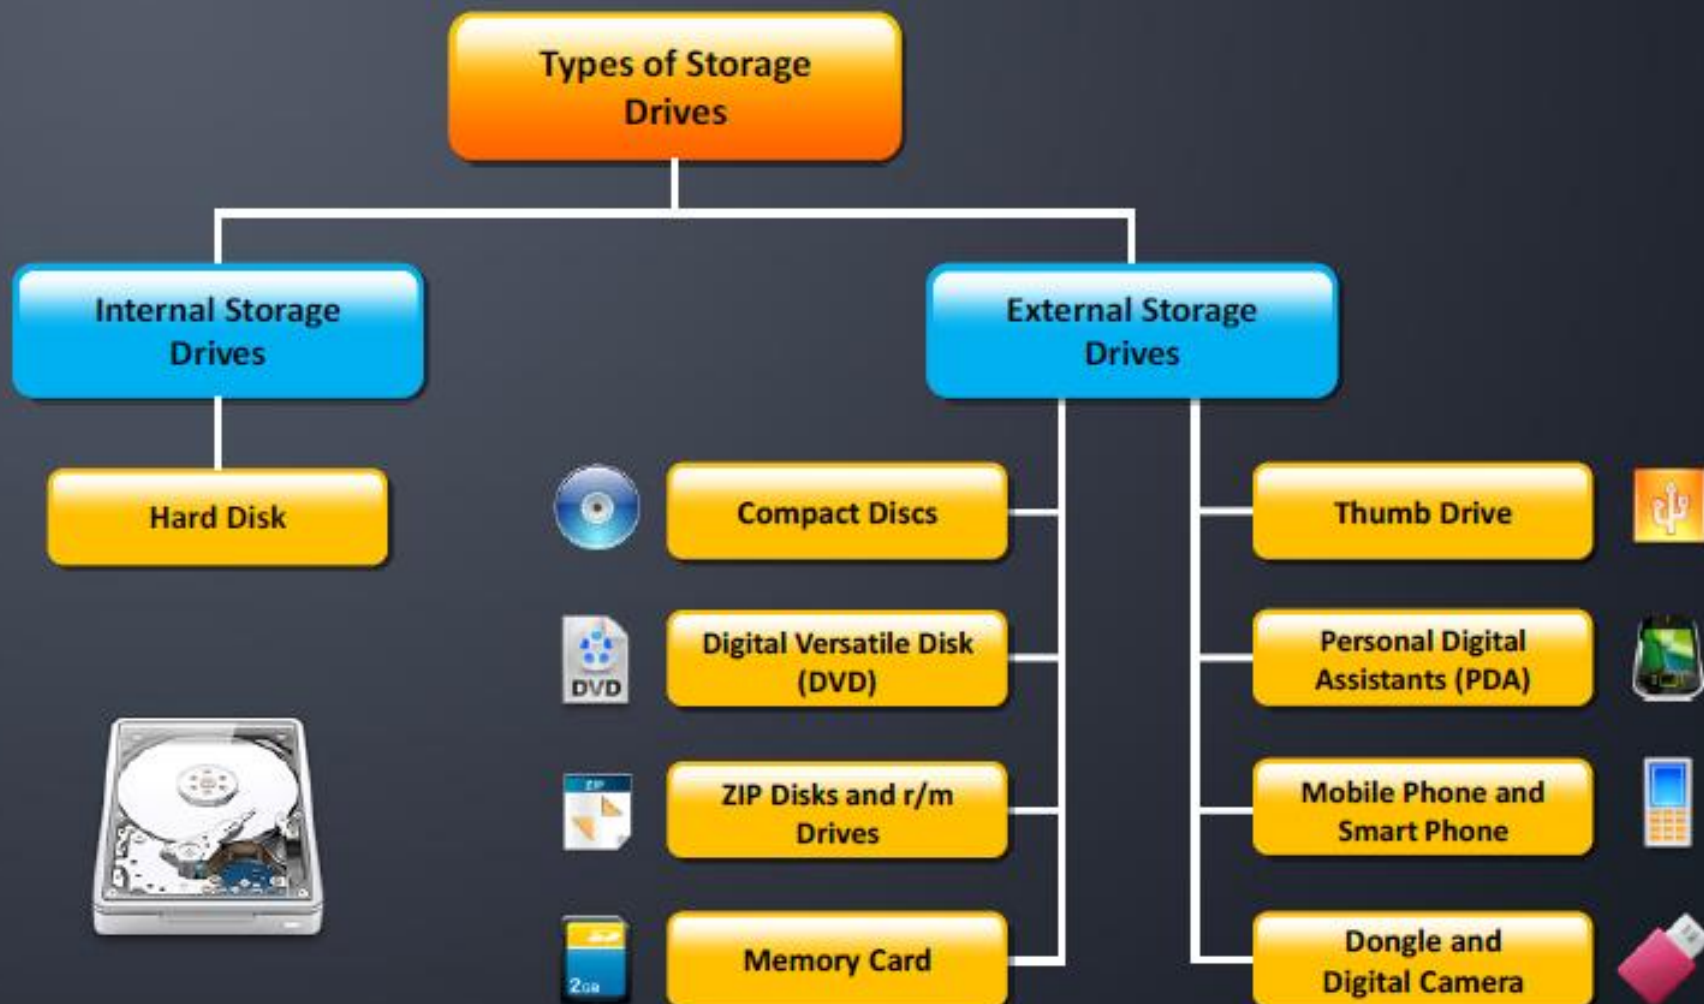 Types of Storage
Drives
Internal Storage
Drives
External Storage
Drives
Hard Disk
Compact Discs
Thumb Drive
DVD
Digital Versatile Disk
(DVD)
Personal Digital
Assistants (PDA)
ZIP
ZIP Disks and r/m
Drives
Mobile Phone and
Smart Phone
2GB
Memory Card
Dongle and
Digital Camera